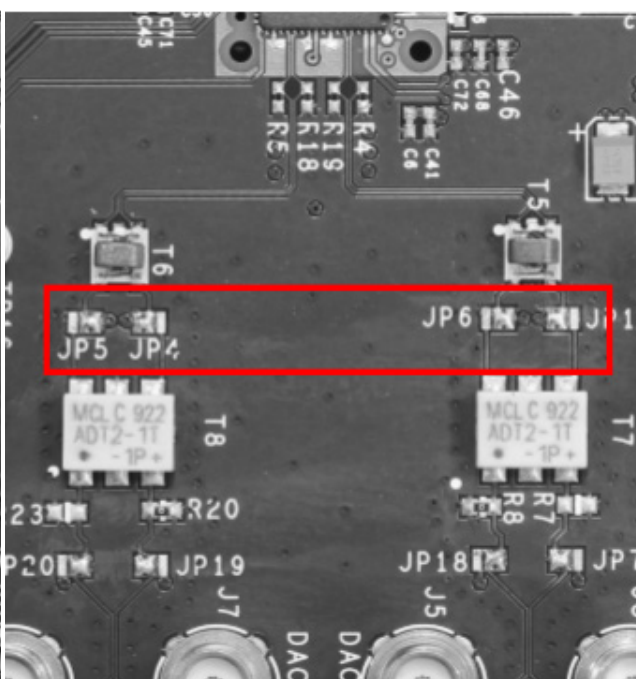 C45
C71
C72
C68
C46
R5
R18
R19
R4
C6
C41
+
T5
T6
JP6
JP1
JP5 JP4
MCL C 922
ADT2-1T
-1P+
T8
MCL C 922
ADT2-1T
-1P+
T7
23
R20
R8
R7
P20
JP19
JP18
JP7
J7
J5
DAC
DAC